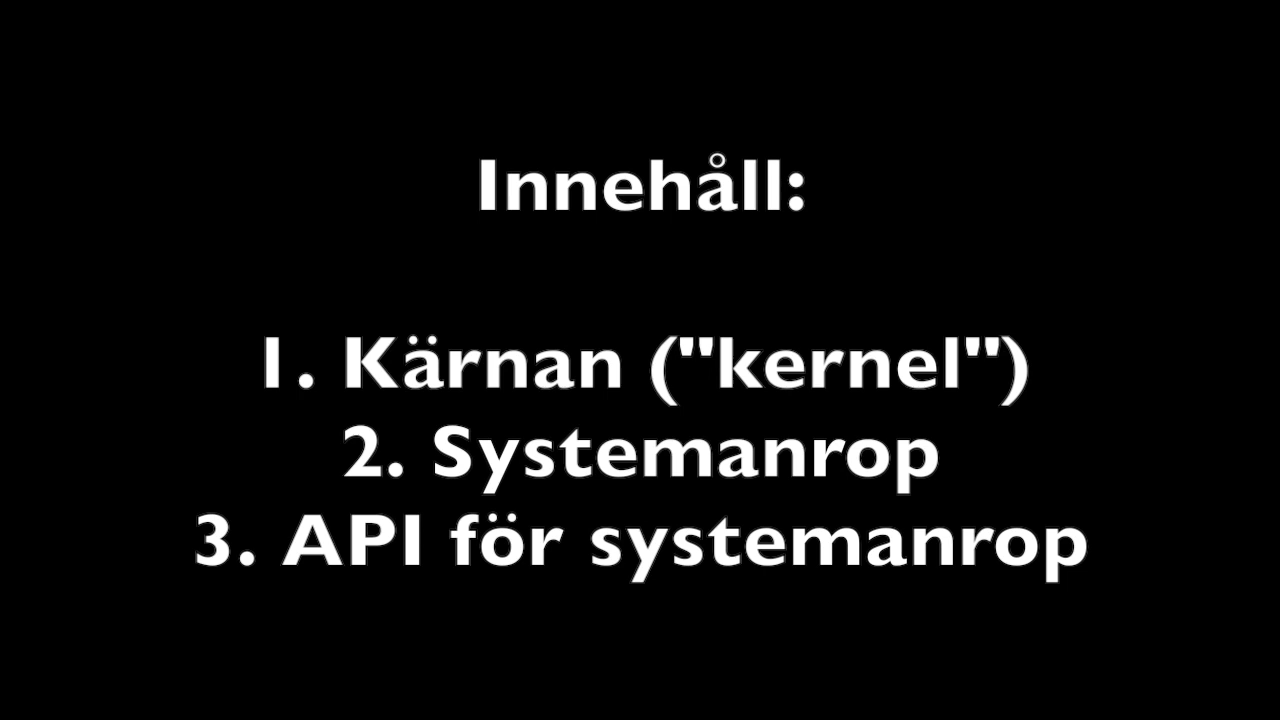 Innehåll:
1. Kärnan ("kernel")
2. Systemanrop
3. API för systemanrop